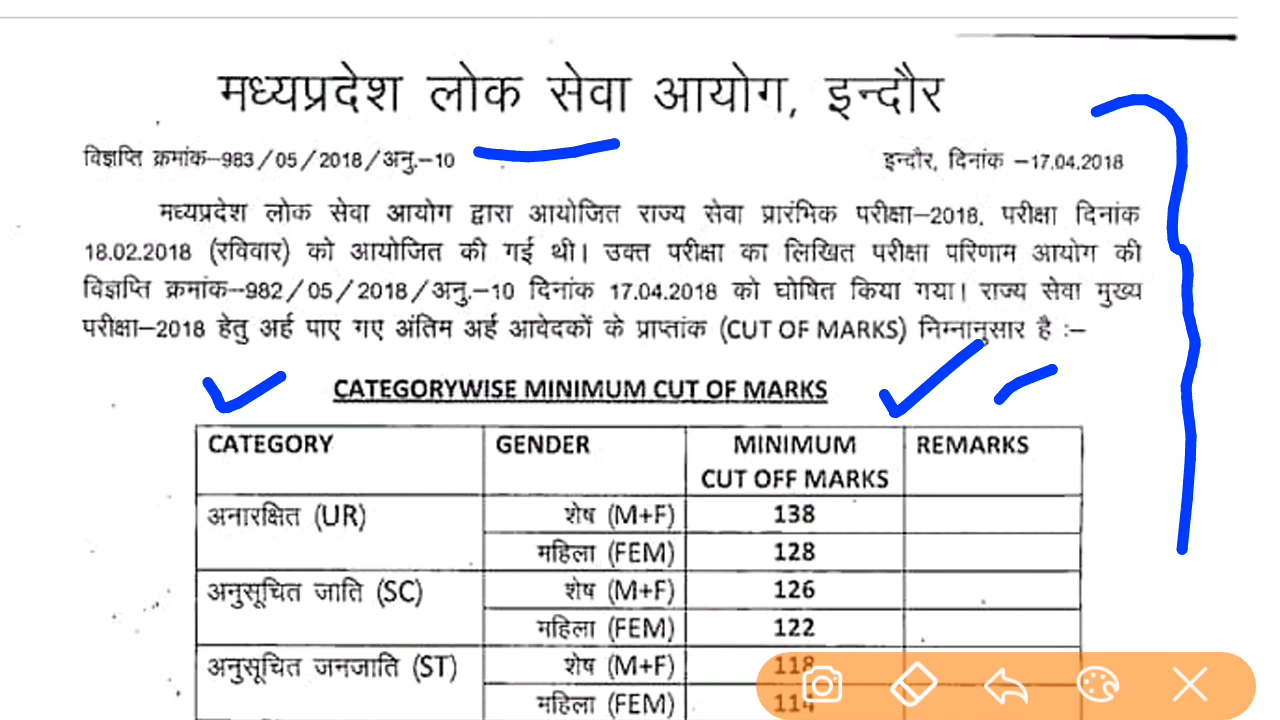 मध्यप्रदेश लोक सेवा आयोग, इन्दौर
विज्ञप्ति क्रमांक–983/05/2018/अनु.–10 इन्दौर, दिनांक –17.04.2018
मध्यप्रदेश लोक सेवा आयोग द्वारा आयोजित राज्य सेवा प्रारंभिक परीक्षा–2018. परीक्षा दिनांक
18.02.2018 (रविवार) को आयोजित की गई थी। उक्त परीक्षा का लिखित परीक्षा परिणाम आयोग की
विज्ञप्ति क्रमांक–982/05/2018/अनु.–10 दिनांक 17.04.2018 को घोषित किया गया। राज्य सेवा मुख्य
परीक्षा–2018 हेतु अर्ह पाए गए अंतिम अर्ह आवेदकों के प्राप्तांक (CUT OF MARKS) निम्नानुसार है :–
CATEGORYWISE MINIMUM CUT OF MARKS
CATEGORY GENDER MINIMUM CUT OFF MARKS REMARKS
अनारक्षित (UR) शेष (M+F) 138
महिला (FEM) 128
अनुसूचित जाति (SC) शेष (M+F) 126
महिला (FEM) 122
अनुसूचित जनजाति (ST) शेष (M+F) 118
महिला (FEM) 114